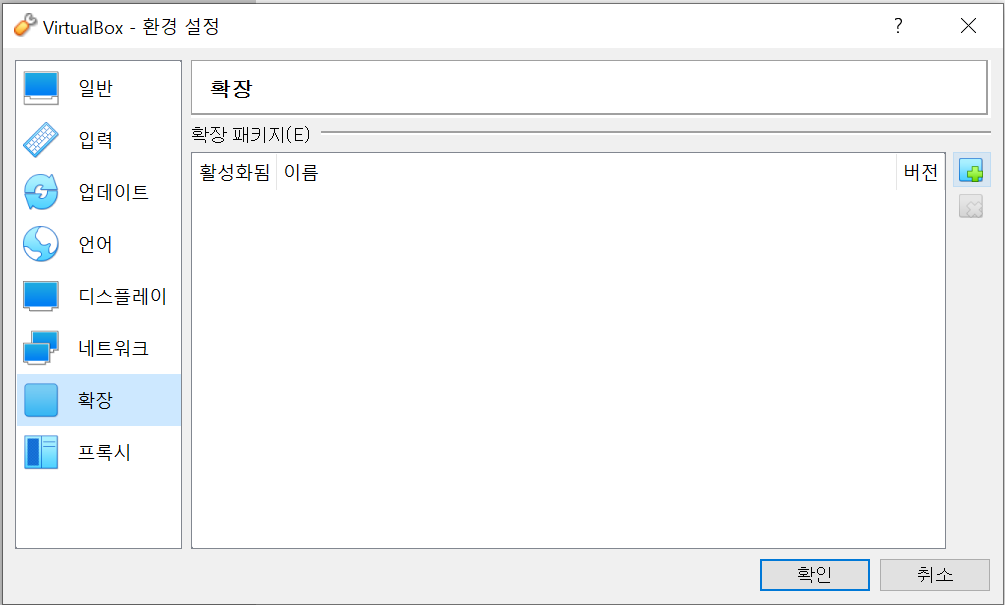 VirtualBox - 환경 설정
?
일반
입력
업데이트
언어
디스플레이
네트워크
확장
프록시
확장
확장 패키지(E)
활성화됨 이름 버전
확인 취소